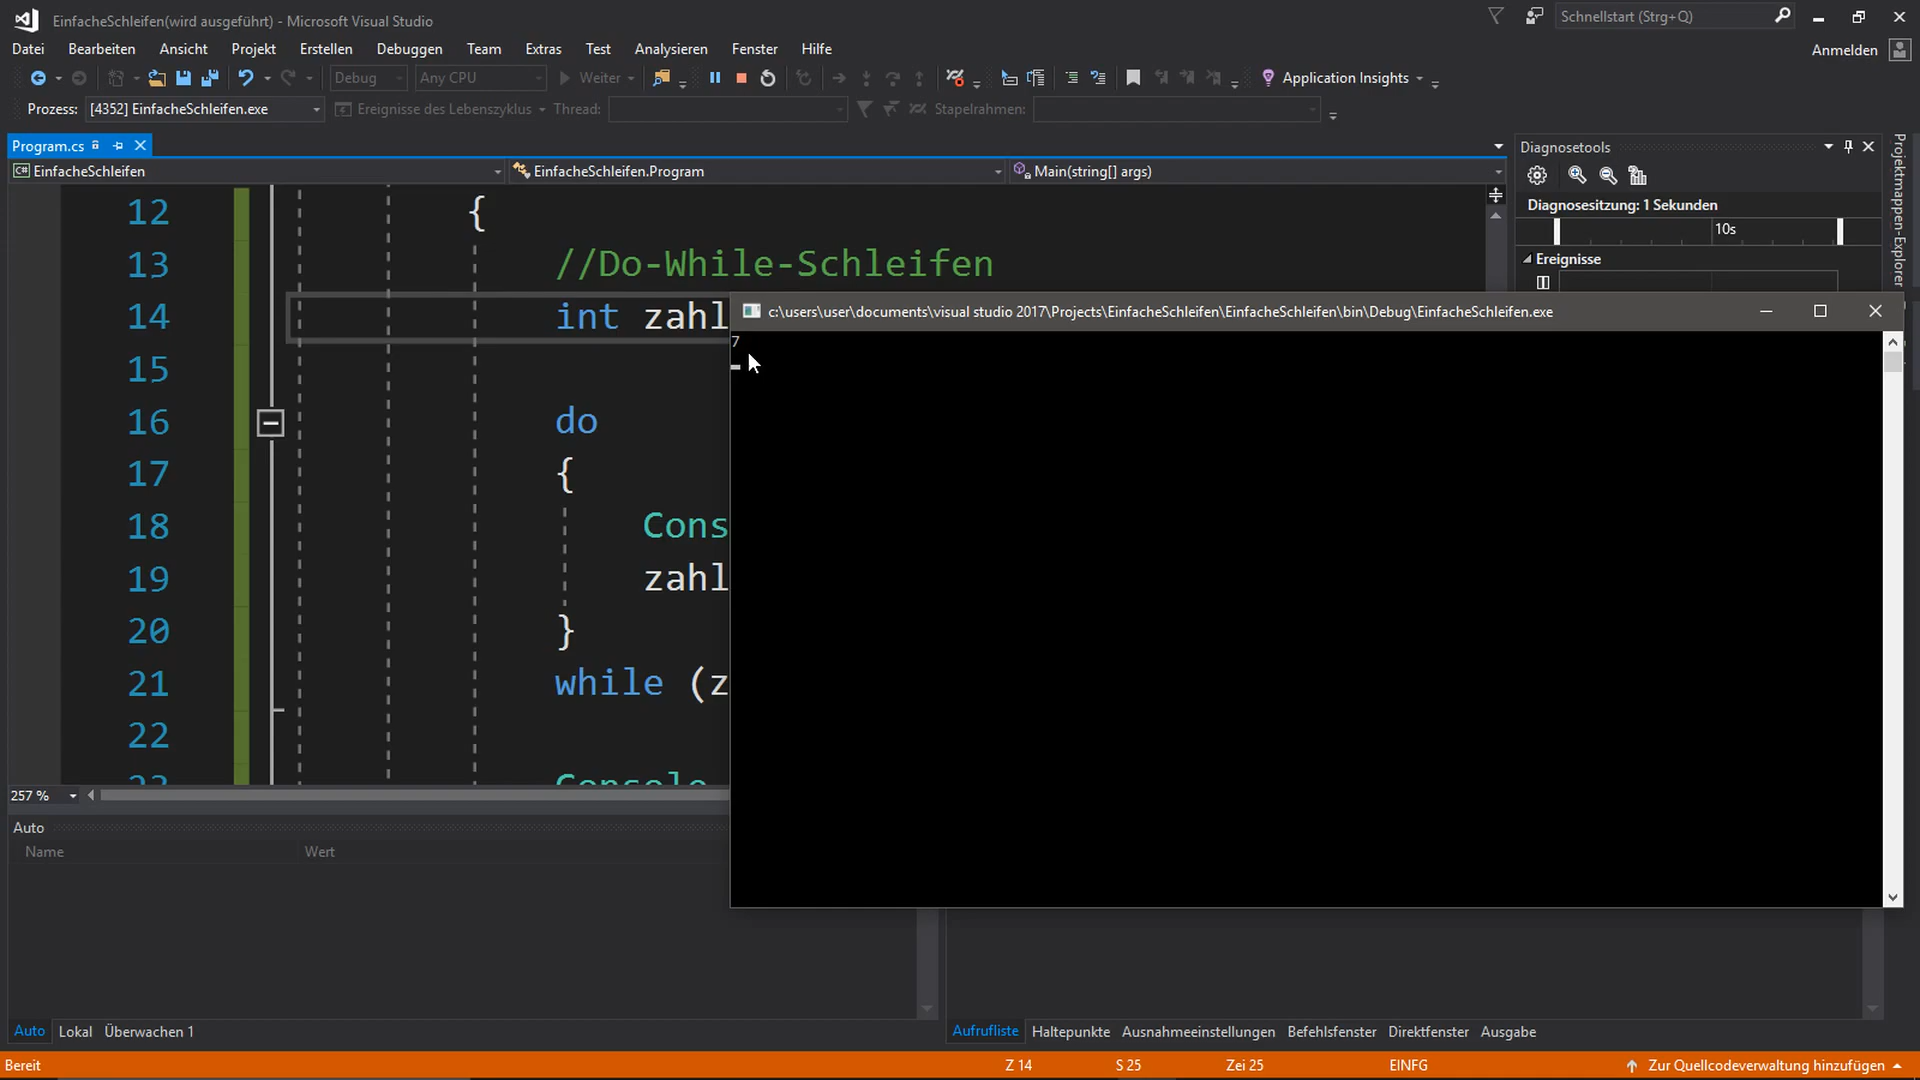 EinfacheSchleifen(wird ausgeführt) - Microsoft Visual Studio
Schnellstart (Strg+Q)
Datei Bearbeiten Ansicht Projekt Erstellen Debuggen Team Extras Test Analysieren Fenster Hilfe
Anmelden
Debug Any CPU Weiter Application Insights
Prozess: [4352] EinfacheSchleifen.exe Ereignisse des Lebenszyklus Thread: Stapelrahmen:
Program.cs
C# EinfacheSchleifen EinfacheSchleifen.Program Main(string[] args)
Diagnosetools
Diagnosesitzung: 1 Sekunden
10s
Ereignisse
Projektmappen-Explorer
12 {
13 //Do-While-Schleifen
14 int zahl
15
16 do
17 {
18 Cons
19 zahl
20 }
21 while (z
22
23 Console
c:\users\user\documents\visual studio 2017\Projects\EinfacheSchleifen\EinfacheSchleifen\bin\Debug\EinfacheSchleifen.exe
7
257 %
Auto
Name Wert
Auto Lokal Überwachen 1
Aufrufliste Haltepunkte Ausnahmeeinstellungen Befehlsfenster Direktfenster Ausgabe
Bereit Z 14 S 25 Zei 25 EINFG Zur Quellcodeverwaltung hinzufügen